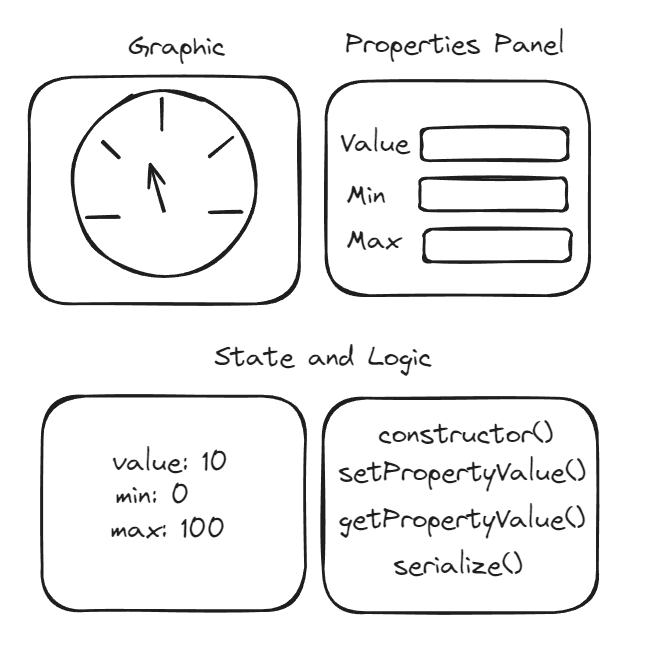 Graphic
Properties Panel
Value
Min
Max
State and Logic
value: 10
min: 0
max: 100
constructor()
setPropertyValue()
getPropertyValue()
serialize()